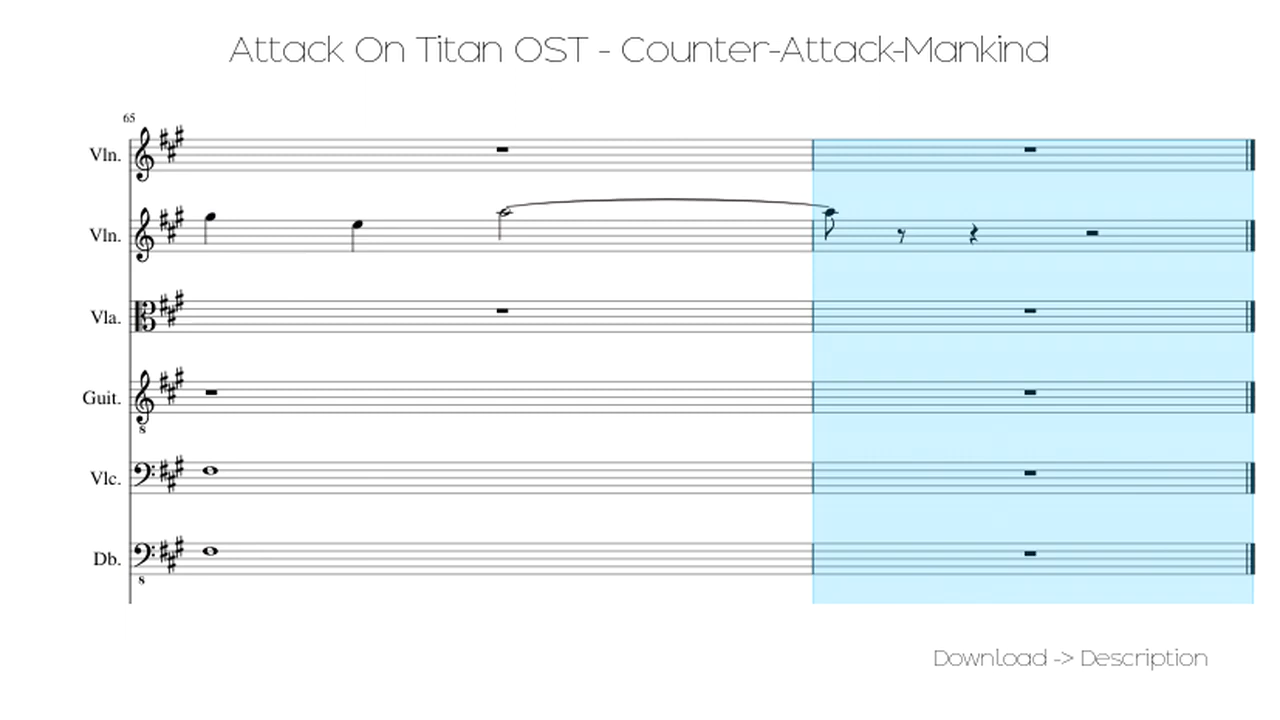 Attack On Titan OST - Counter-Attack-Mankind
65
Vln.
Vln.
Vla.
Guit.
8
Vlc.
Db.
8
Download -> Description